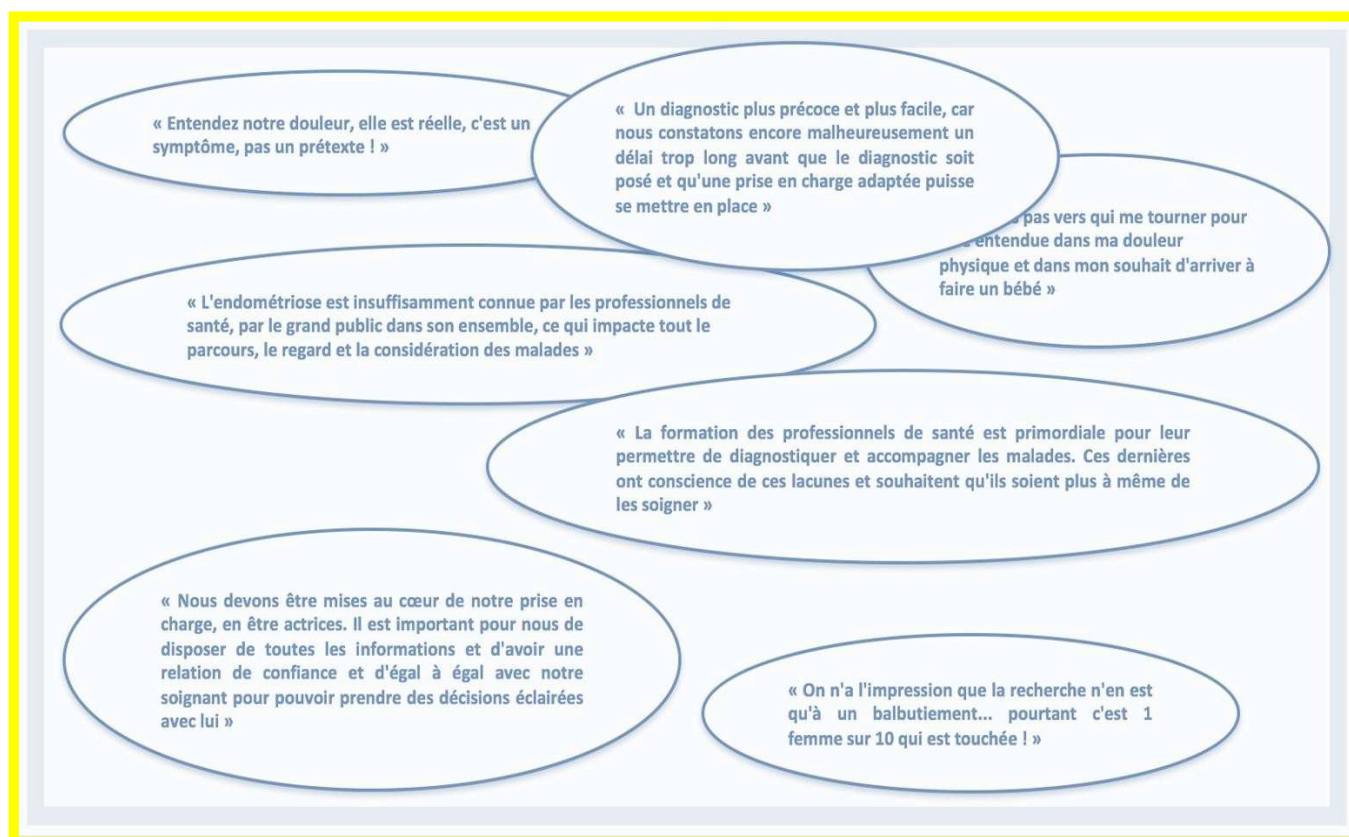 « Entendez notre douleur, elle est réelle, c'est un
symptôme, pas un prétexte ! »
« Un diagnostic plus précoce et plus facile, car
nous constatons encore malheureusement un
délai trop long avant que le diagnostic soit
posé et qu'une prise en charge adaptée puisse
se mettre en place »
pas vers qui me tourner pour
entendue dans ma douleur
physique et dans mon souhait d'arriver à
faire un bébé »
« L'endométriose est insuffisamment connue par les professionnels de
santé, par le grand public dans son ensemble, ce qui impacte tout le
parcours, le regard et la considération des malades »
« La formation des professionnels de santé est primordiale pour leur
permettre de diagnostiquer et accompagner les malades. Ces dernières
ont conscience de ces lacunes et souhaitent qu'ils soient plus à même de
les soigner »
« Nous devons être mises au cœur de notre prise en
charge, en être actrices. Il est important pour nous de
disposer de toutes les informations et d'avoir une
relation de confiance et d'égal à égal avec notre
soignant pour pouvoir prendre des décisions éclairées
avec lui »
« On n'a l'impression que la recherche n'en est
qu'à un balbutiement... pourtant c'est 1
femme sur 10 qui est touchée ! »